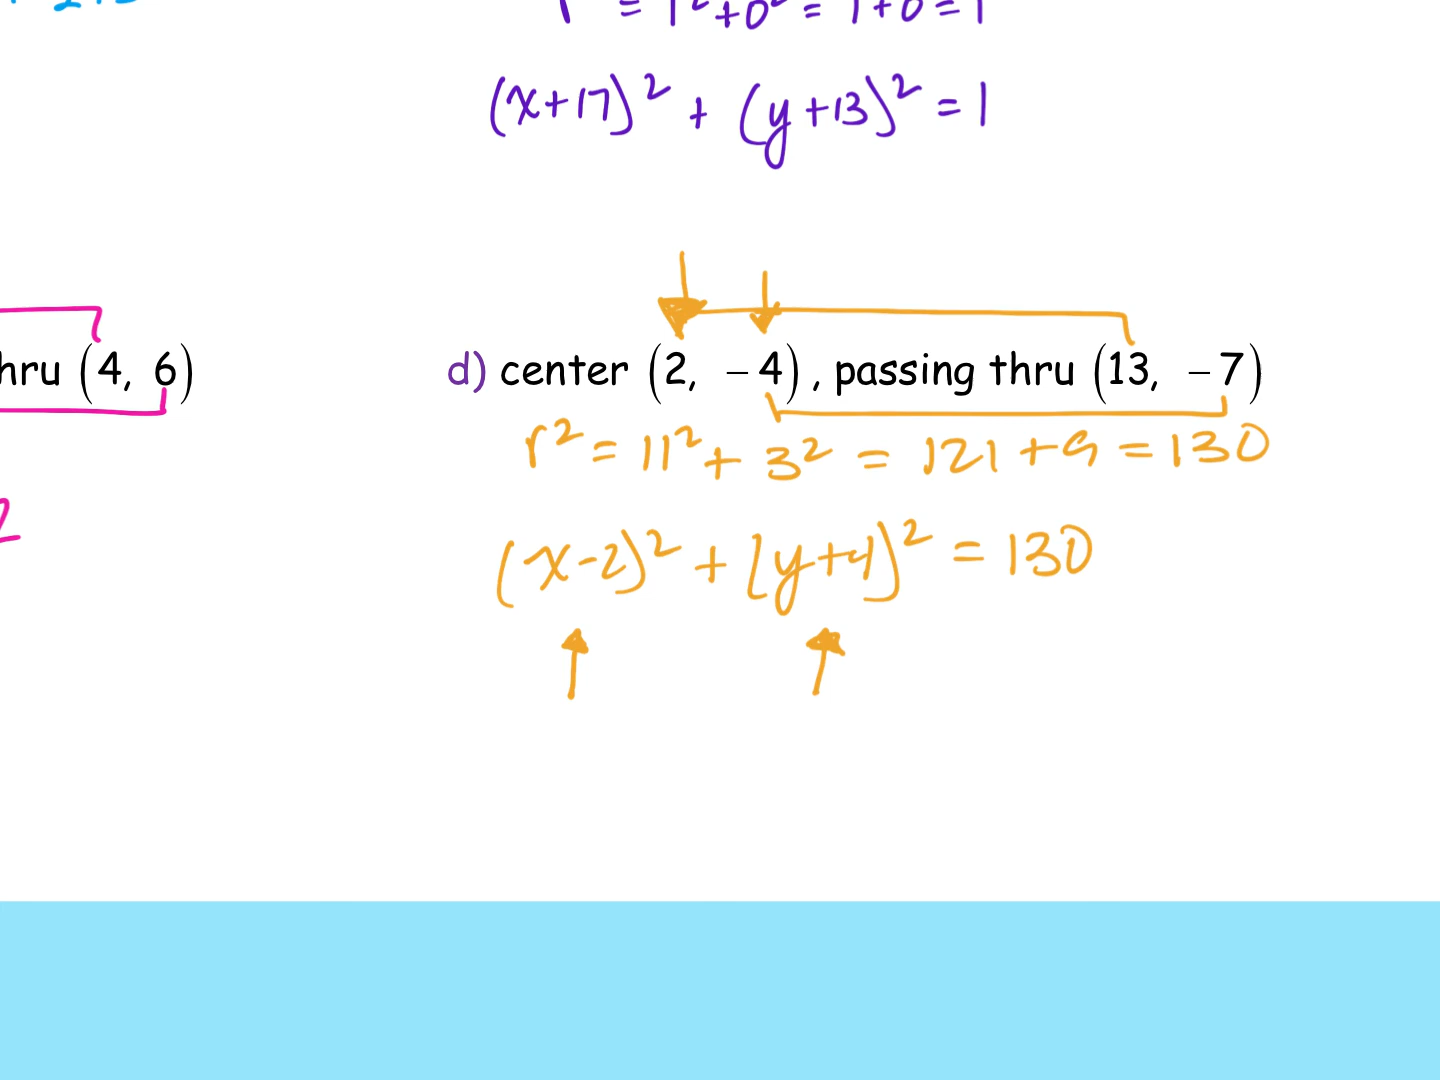 = 1² + 0² = 1 + 0 = 1
(x+17)² + (y+13)² = 1
hru (4, 6)
d) center (2, −4), passing thru (13, −7)
r² = 11² + 3² = 121 + 9 = 130
2
(x-2)² + (y+4)² = 130